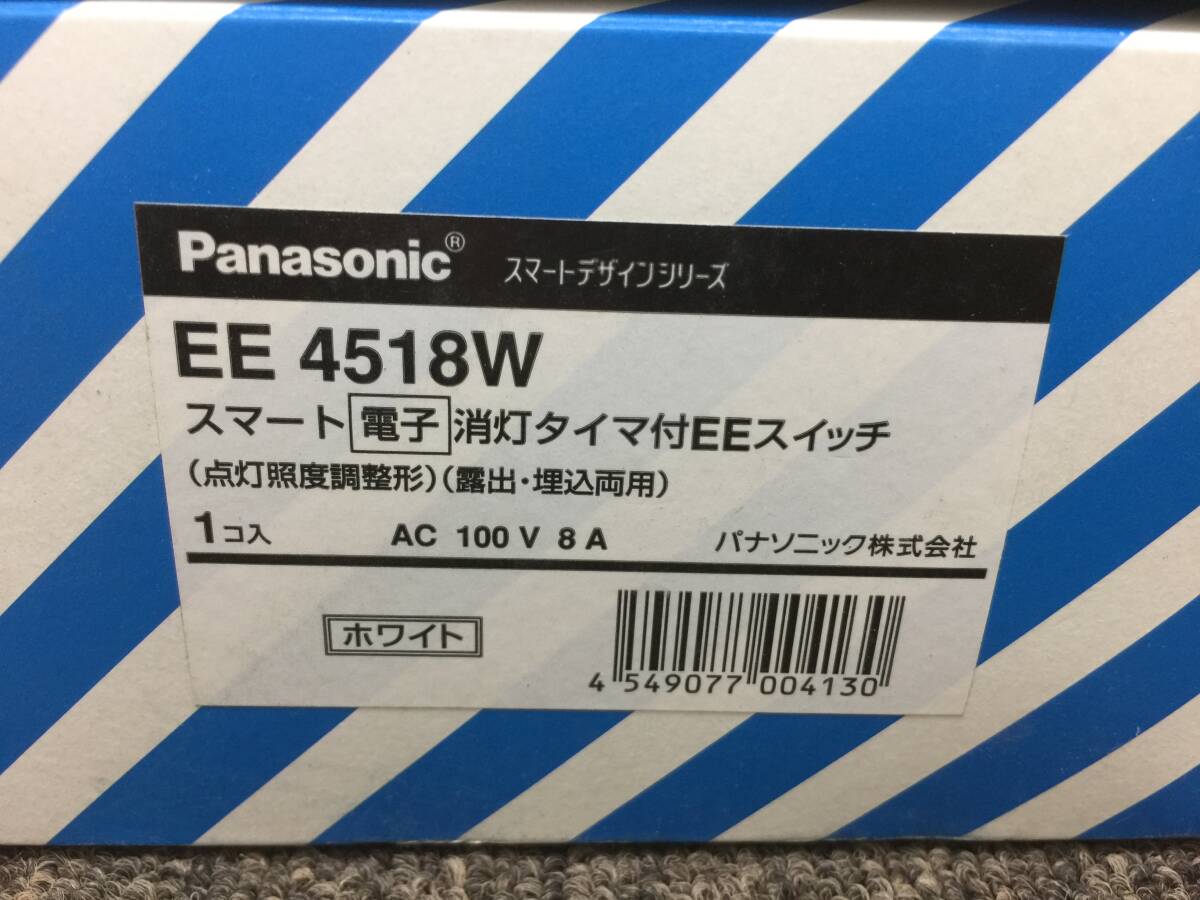 Panasonic® スマートデザインシリーズ
EE 4518W
スマート 電子 消灯タイマ付EEスイッチ
(点灯照度調整形)(露出・埋込両用)
1コ入 AC 100 V 8 A パナソニック株式会社
ホワイト
4 549077 004130